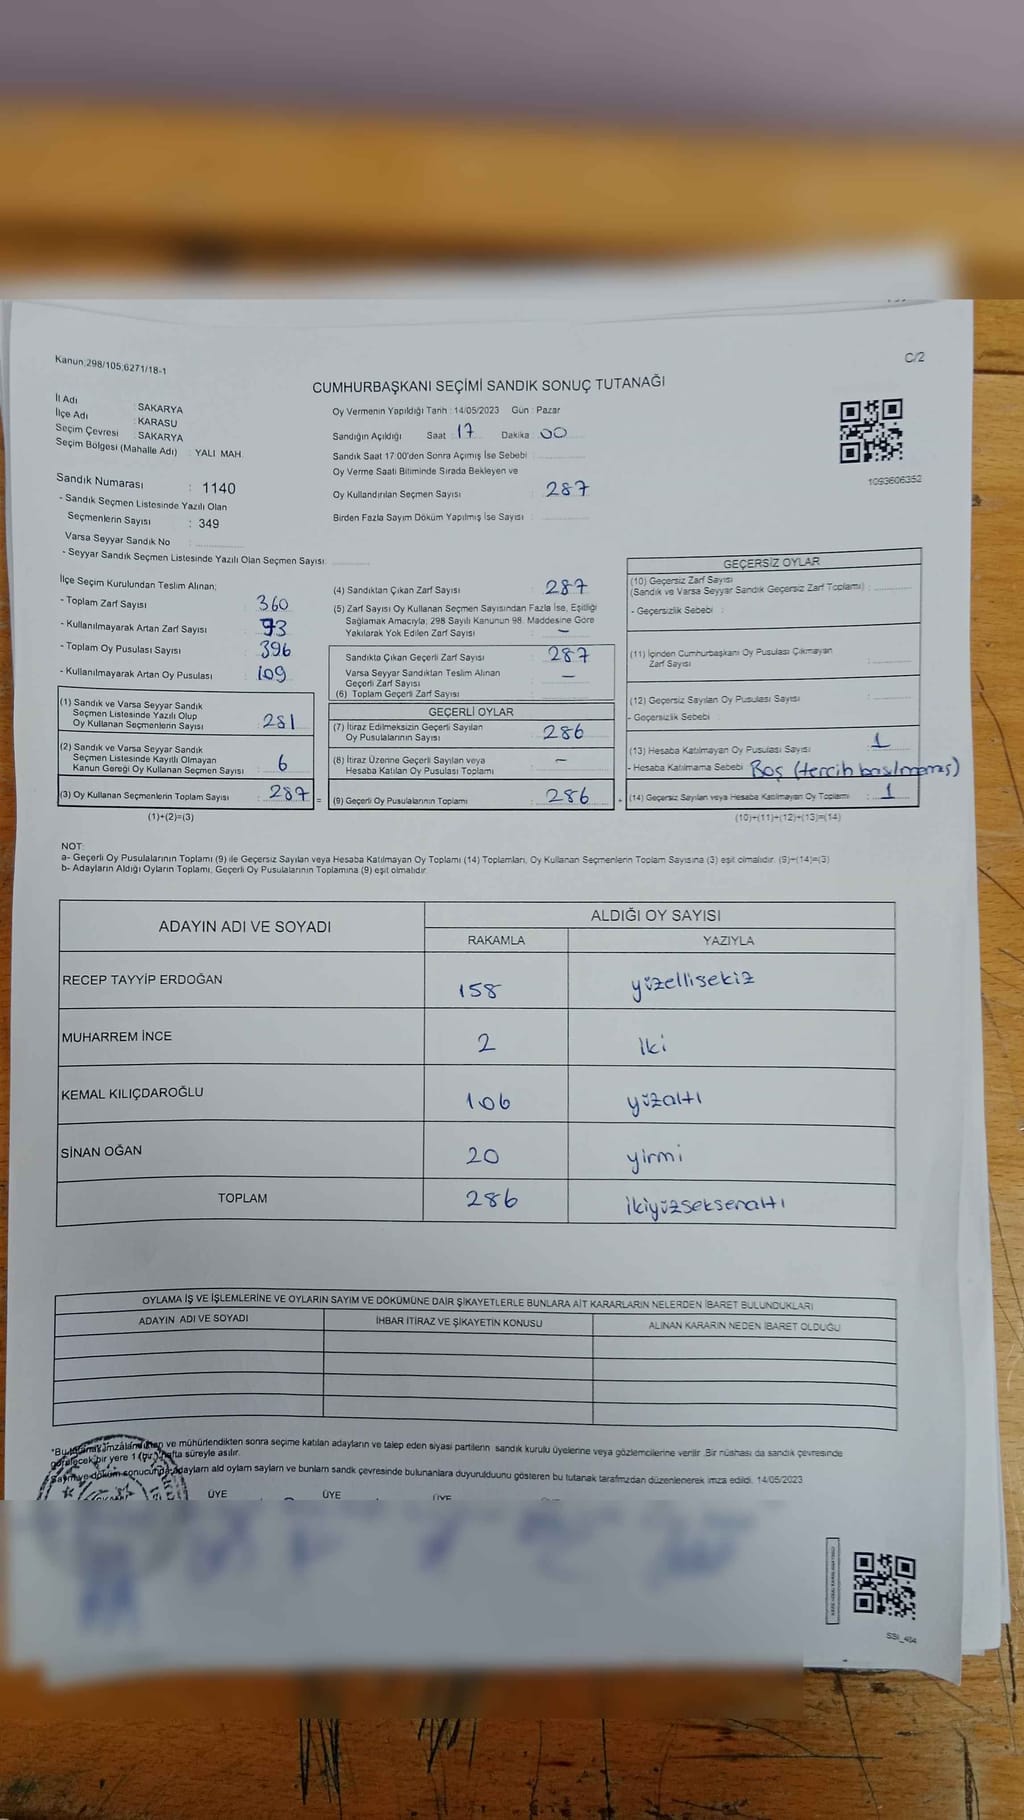 Kanun;298/105,6271/18-1
C/2
CUMHURBAŞKANI SEÇİMİ SANDIK SONUÇ TUTANAĞI
İl Adı : SAKARYA
İlçe Adı : KARASU
Seçim Çevresi : SAKARYA
Seçim Bölgesi (Mahalle Adı) : YALI MAH.
Oy Vermenin Yapıldığı Tarih : 14/05/2023 Gün : Pazar
Sandığın Açıldığı Saat : 17 Dakika : 00
Sandık Saat 17:00'den Sonra Açımış İse Sebebi :
Oy Verme Saati Bitiminde Sırada Bekleyen ve
Oy Kullandırılan Seçmen Sayısı : 287
Birden Fazla Sayım Döküm Yapılmış İse Sayısı :
1093606352
Sandık Numarası : 1140
- Sandık Seçmen Listesinde Yazılı Olan
Seçmenlerin Sayısı : 349
Varsa Seyyar Sandık No :
- Seyyar Sandık Seçmen Listesinde Yazılı Olan Seçmen Sayısı:
İlçe Seçim Kurulundan Teslim Alınan;
- Toplam Zarf Sayısı : 360
- Kullanılmayarak Artan Zarf Sayısı : 73
- Toplam Oy Pusulası Sayısı : 396
- Kullanılmayarak Artan Oy Pusulası : 109
(1) Sandık ve Varsa Seyyar Sandık
Seçmen Listesinde Yazılı Olup
Oy Kullanan Seçmenlerin Sayısı : 281
(2) Sandık ve Varsa Seyyar Sandık
Seçmen Listesinde Kayıtlı Olmayan
Kanun Gereği Oy Kullanan Seçmen Sayısı : 6
(3) Oy Kullanan Seçmenlerin Toplam Sayısı : 287 =
(1)+(2)=(3)
(4) Sandıktan Çıkan Zarf Sayısı : 287
(5) Zarf Sayısı Oy Kullanan Seçmen Sayısından Fazla İse, Eşitliği
Sağlamak Amacıyla; 298 Sayılı Kanunun 98. Maddesine Göre
Yakılarak Yok Edilen Zarf Sayısı : –
Sandıkta Çıkan Geçerli Zarf Sayısı : 287
Varsa Seyyar Sandıktan Teslim Alınan
Geçerli Zarf Sayısı : –
(6) Toplam Geçerli Zarf Sayısı :
GEÇERLİ OYLAR
(7) İtiraz Edilmeksizin Geçerli Sayılan
Oy Pusulalarının Sayısı : 286
(8) İtiraz Üzerine Geçerli Sayılan veya
Hesaba Katılan Oy Pusulası Toplamı : –
(9) Geçerli Oy Pusulalarının Toplamı : 286 +
GEÇERSİZ OYLAR
(10) Geçersiz Zarf Sayısı
(Sandık ve Varsa Seyyar Sandık Geçersiz Zarf Toplamı) :
- Geçersizlik Sebebi :
(11) İçinden Cumhurbaşkanı Oy Pusulası Çıkmayan
Zarf Sayısı :
(12) Geçersiz Sayılan Oy Pusulası Sayısı :
- Geçersizlik Sebebi :
(13) Hesaba Katılmayan Oy Pusulası Sayısı : 1
- Hesaba Katılmama Sebebi : Boş (tercih basılmamış)
(14) Geçersiz Sayılan veya Hesaba Katılmayan Oy Toplamı : 1
(10)+(11)+(12)+(13)=(14)
NOT:
a- Geçerli Oy Pusulalarının Toplamı (9) ile Geçersiz Sayılan veya Hesaba Katılmayan Oy Toplamı (14) Toplamları, Oy Kullanan Seçmenlerin Toplam Sayısına (3) eşit olmalıdır. (9)+(14)=(3)
b- Adayların Aldığı Oyların Toplamı, Geçerli Oy Pusulalarının Toplamına (9) eşit olmalıdır.
ADAYIN ADI VE SOYADI
ALDIĞI OY SAYISI
RAKAMLA YAZIYLA
RECEP TAYYİP ERDOĞAN 158 yüzellisekiz
MUHARREM İNCE 2 iki
KEMAL KILIÇDAROĞLU 106 yüzaltı
SİNAN OĞAN 20 yirmi
TOPLAM 286 ikiyüzseksenaltı
OYLAMA İŞ VE İŞLEMLERİNE VE OYLARIN SAYIM VE DÖKÜMÜNE DAİR ŞİKAYETLERLE BUNLARA AİT KARARLARIN NELERDEN İBARET BULUNDUKLARI
ADAYIN ADI VE SOYADI İHBAR İTİRAZ VE ŞİKAYETİN KONUSU ALINAN KARARIN NEDEN İBARET OLDUĞU
*Bu tutanak imzalandıktan ve mühürlendikten sonra seçime katılan adayların ve talep eden siyasi partilerin sandık kurulu üyelerine veya gözlemcilerine verilir. Bir nüshası da sandık çevresinde
görülecek bir yere 1 (bir) hafta süreyle asılır.
Sayım ve döküm sonucunda adayların ald oylam sayların ve bunlam sandk çevresinde bulunanlara duyurulduunu gösteren bu tutanak tarafmzdan düzenlenerek imza edildi. 14/05/2023
ÜYE ÜYE ÜYE
SSI_404